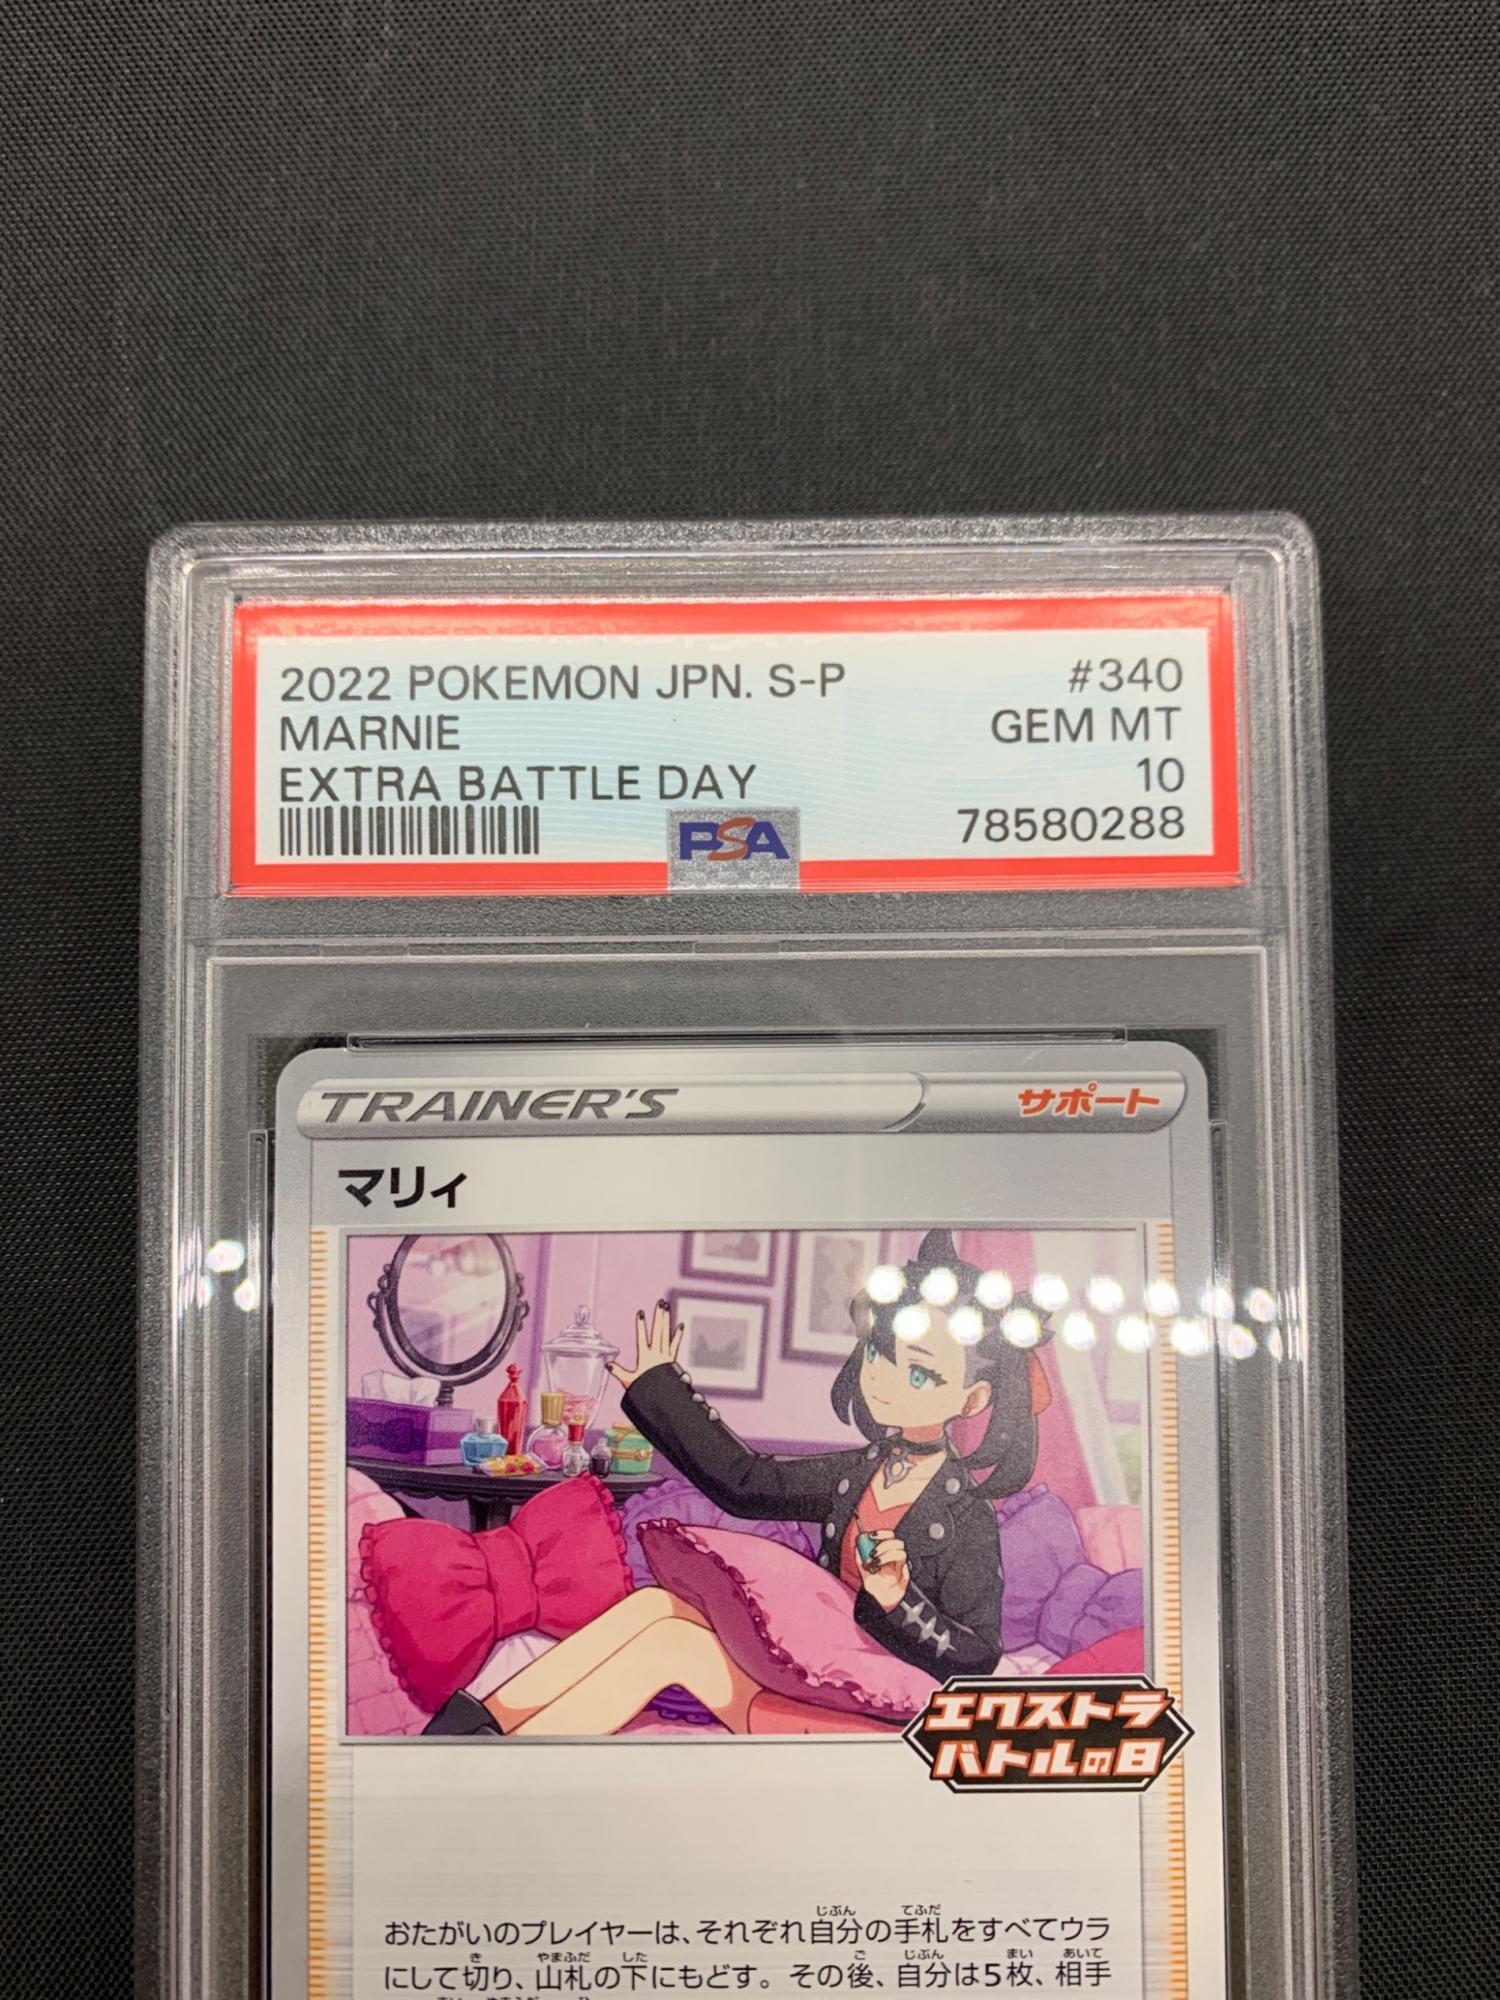 2022 POKEMON JPN. S-P #340
MARNIE GEM MT
EXTRA BATTLE DAY 10
PSA 78580288
TRAINER'S サポート
マリィ
エクストラ
バトルの日
おたがいのプレイヤーは、それぞれ自分の手札をすべてウラ
にして切り、山札の下にもどす。その後、自分は5枚、相手